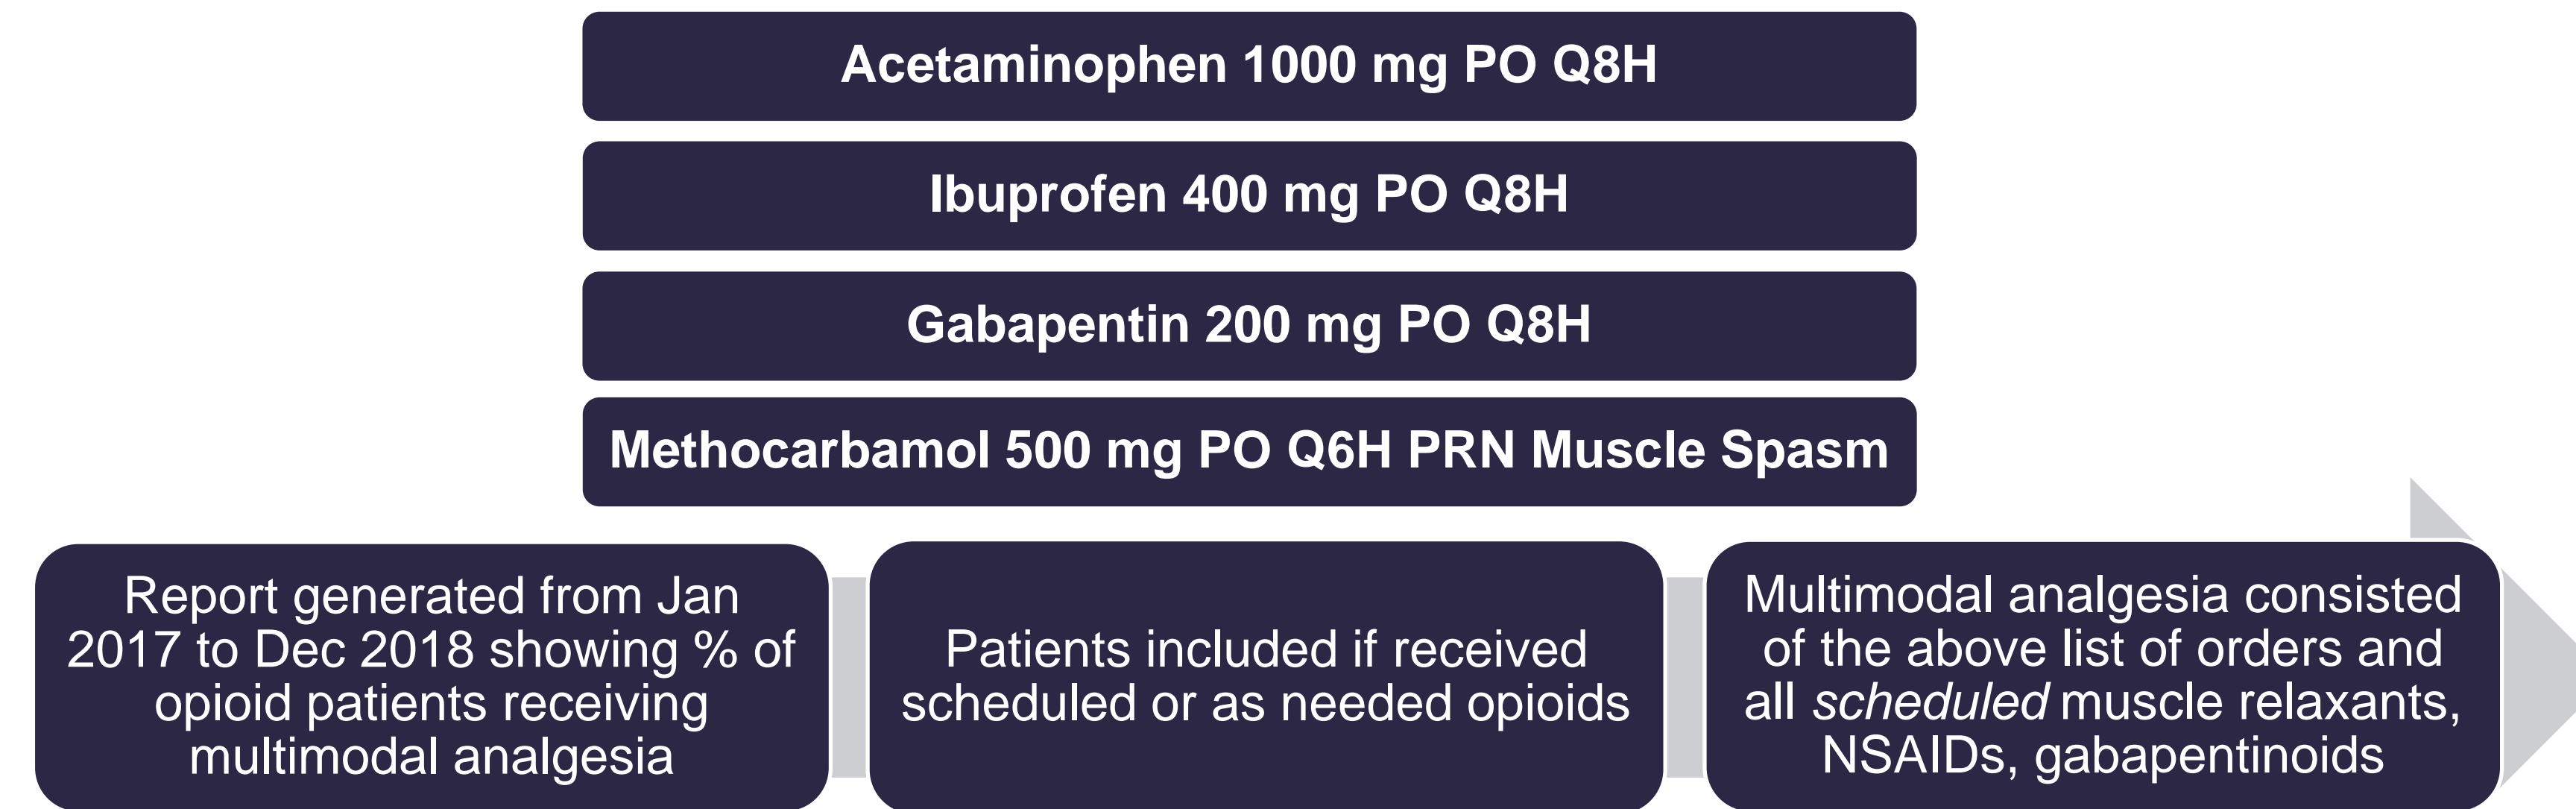 Acetaminophen 1000 mg PO Q8H
Ibuprofen 400 mg PO Q8H
Gabapentin 200 mg PO Q8H
Methocarbamol 500 mg PO Q6H PRN Muscle Spasm
Report generated from Jan
2017 to Dec 2018 showing % of
opioid patients receiving
multimodal analgesia
Patients included if received
scheduled or as needed opioids
Multimodal analgesia consisted
of the above list of orders and
all scheduled muscle relaxants,
NSAIDs, gabapentinoids